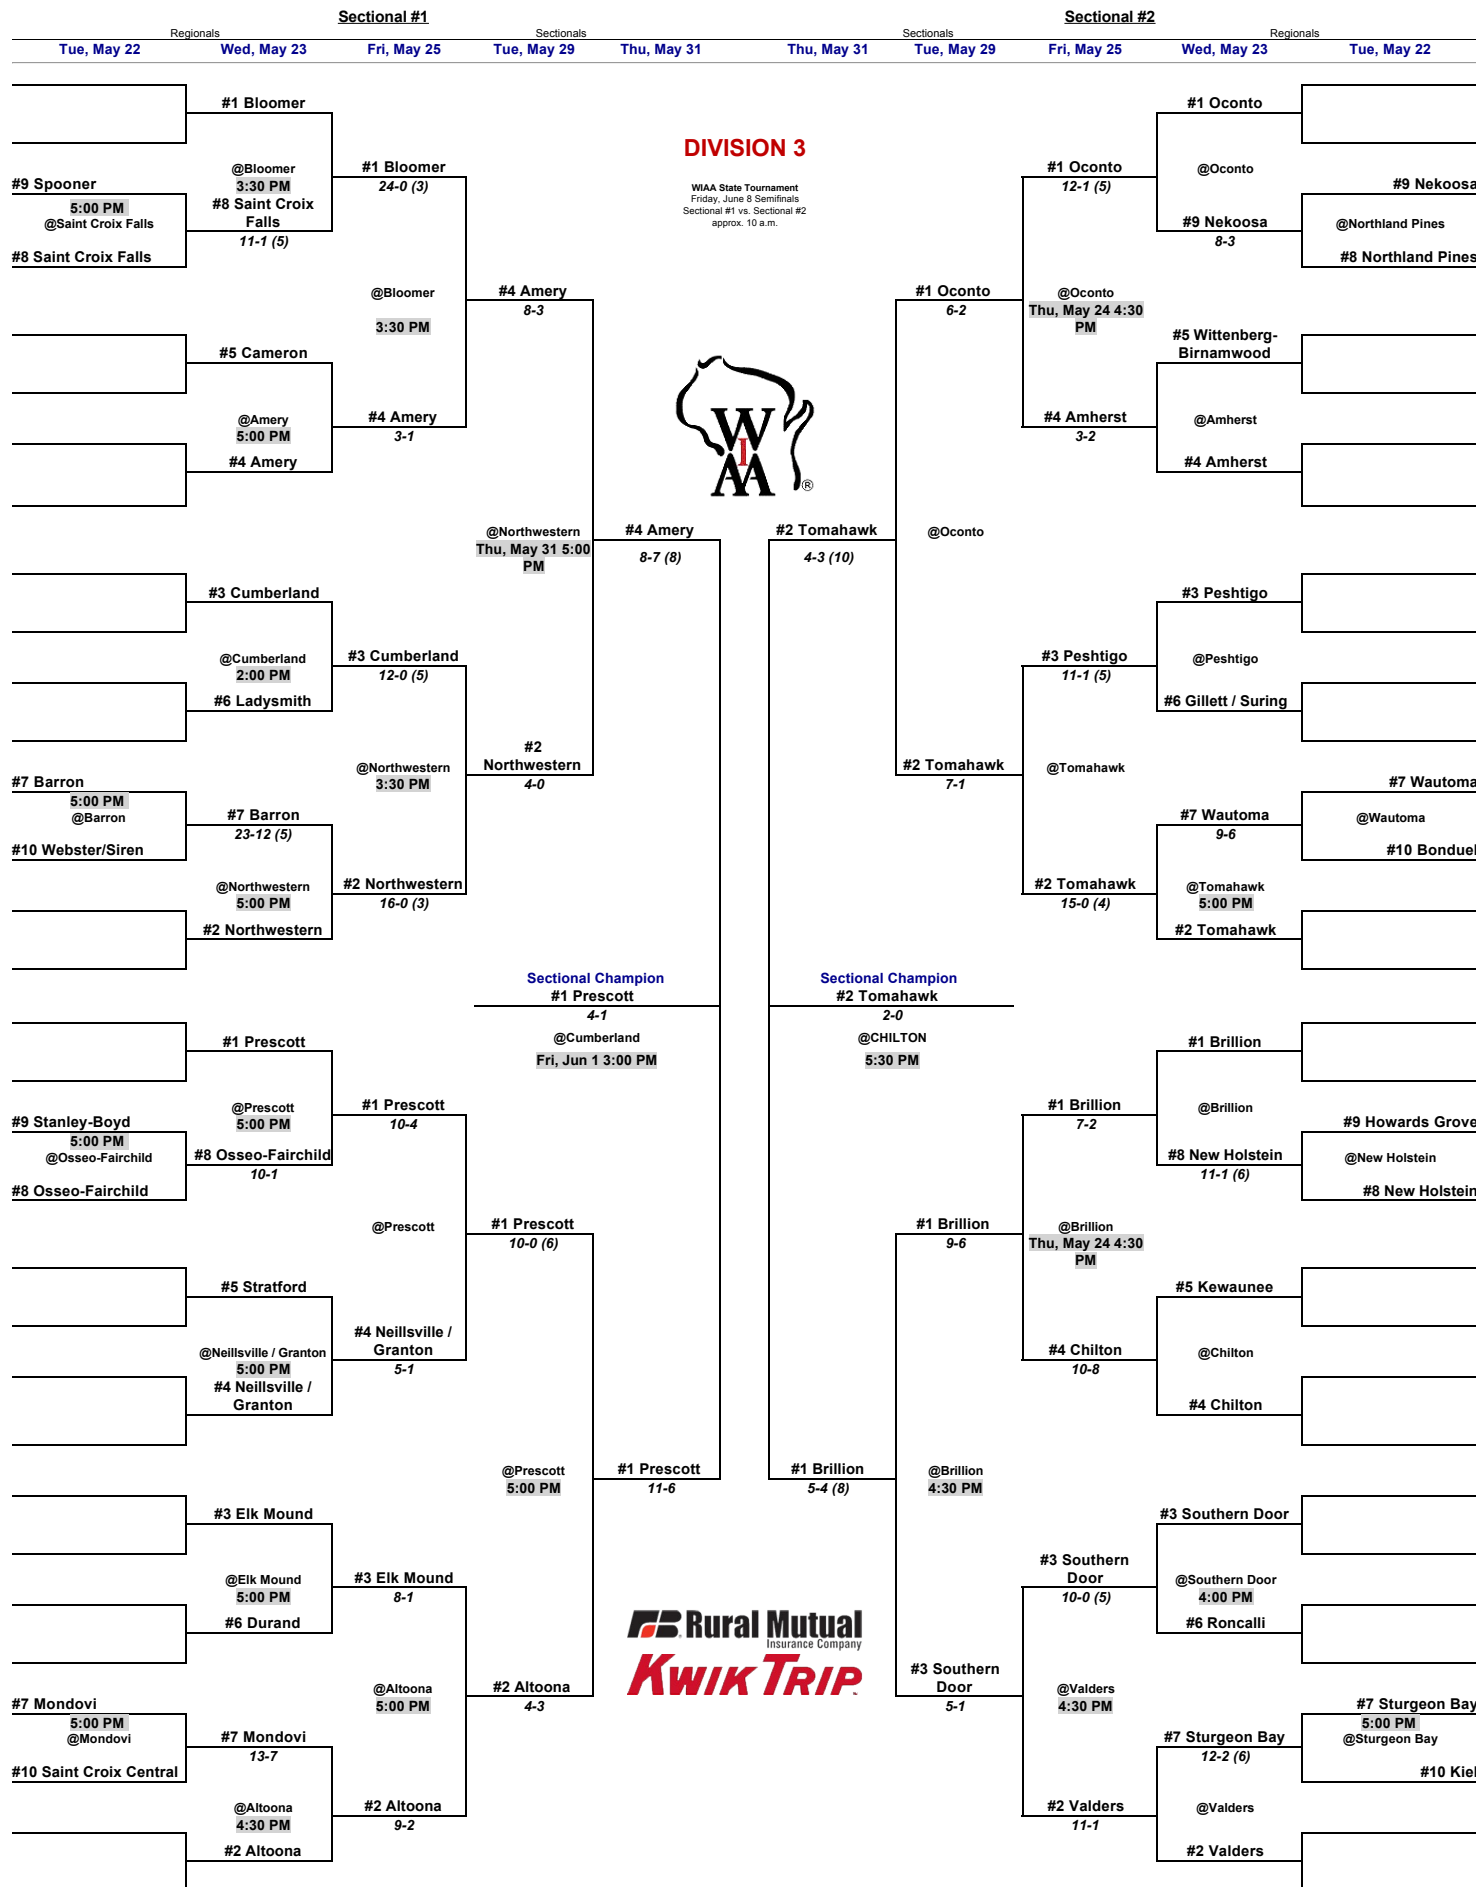 Sectional #1
Sectional #2
Regionals
Sectionals
Sectionals
Regionals
Tue, May 22
Wed, May 23
Fri, May 25
Tue, May 29
Thu, May 31
Thu, May 31
Tue, May 29
Fri, May 25
Wed, May 23
Tue, May 22
DIVISION 3
WIAA State Tournament
Friday, June 8 Semifinals
Sectional #1 vs. Sectional #2
approx. 10 a.m.
W
I
AA
®
#1 Bloomer
@Bloomer
3:30 PM
#9 Spooner
5:00 PM
@Saint Croix Falls
#8 Saint Croix Falls
#8 Saint Croix
Falls
11-1 (5)
#1 Bloomer
24-0 (3)
@Bloomer
3:30 PM
#4 Amery
8-3
#5 Cameron
@Amery
5:00 PM
#4 Amery
#4 Amery
3-1
@Northwestern
Thu, May 31 5:00
PM
#4 Amery
8-7 (8)
#3 Cumberland
@Cumberland
2:00 PM
#6 Ladysmith
#3 Cumberland
12-0 (5)
@Northwestern
3:30 PM
#2
Northwestern
4-0
#7 Barron
5:00 PM
@Barron
#10 Webster/Siren
#7 Barron
23-12 (5)
@Northwestern
5:00 PM
#2 Northwestern
#2 Northwestern
16-0 (3)
Sectional Champion
#1 Prescott
4-1
@Cumberland
Fri, Jun 1 3:00 PM
#1 Prescott
@Prescott
5:00 PM
#9 Stanley-Boyd
5:00 PM
@Osseo-Fairchild
#8 Osseo-Fairchild
#8 Osseo-Fairchild
10-1
#1 Prescott
10-4
@Prescott
#1 Prescott
10-0 (6)
#5 Stratford
@Neillsville / Granton
5:00 PM
#4 Neillsville /
Granton
#4 Neillsville /
Granton
5-1
@Prescott
5:00 PM
#1 Prescott
11-6
#3 Elk Mound
@Elk Mound
5:00 PM
#6 Durand
#3 Elk Mound
8-1
@Altoona
5:00 PM
#2 Altoona
4-3
#7 Mondovi
5:00 PM
@Mondovi
#10 Saint Croix Central
#7 Mondovi
13-7
@Altoona
4:30 PM
#2 Altoona
#2 Altoona
9-2
Rural Mutual
Insurance Company
KWIK TRIP
#1 Oconto
@Oconto
#9 Nekoosa
@Northland Pines
#8 Northland Pines
#9 Nekoosa
8-3
#1 Oconto
12-1 (5)
@Oconto
Thu, May 24 4:30
PM
#1 Oconto
6-2
#5 Wittenberg-
Birnamwood
@Amherst
#4 Amherst
#4 Amherst
3-2
@Oconto
#2 Tomahawk
4-3 (10)
#3 Peshtigo
@Peshtigo
#6 Gillett / Suring
#3 Peshtigo
11-1 (5)
@Tomahawk
#2 Tomahawk
7-1
#7 Wautoma
@Wautoma
#10 Bonduel
#7 Wautoma
9-6
@Tomahawk
5:00 PM
#2 Tomahawk
#2 Tomahawk
15-0 (4)
Sectional Champion
#2 Tomahawk
2-0
@CHILTON
5:30 PM
#1 Brillion
@Brillion
#9 Howards Grove
@New Holstein
#8 New Holstein
#8 New Holstein
11-1 (6)
#1 Brillion
7-2
@Brillion
Thu, May 24 4:30
PM
#1 Brillion
9-6
#5 Kewaunee
@Chilton
#4 Chilton
#4 Chilton
10-8
@Brillion
4:30 PM
#1 Brillion
5-4 (8)
#3 Southern Door
@Southern Door
4:00 PM
#6 Roncalli
#3 Southern
Door
10-0 (5)
@Valders
4:30 PM
#3 Southern
Door
5-1
#7 Sturgeon Bay
5:00 PM
@Sturgeon Bay
#10 Kiel
#7 Sturgeon Bay
12-2 (6)
@Valders
#2 Valders
#2 Valders
11-1